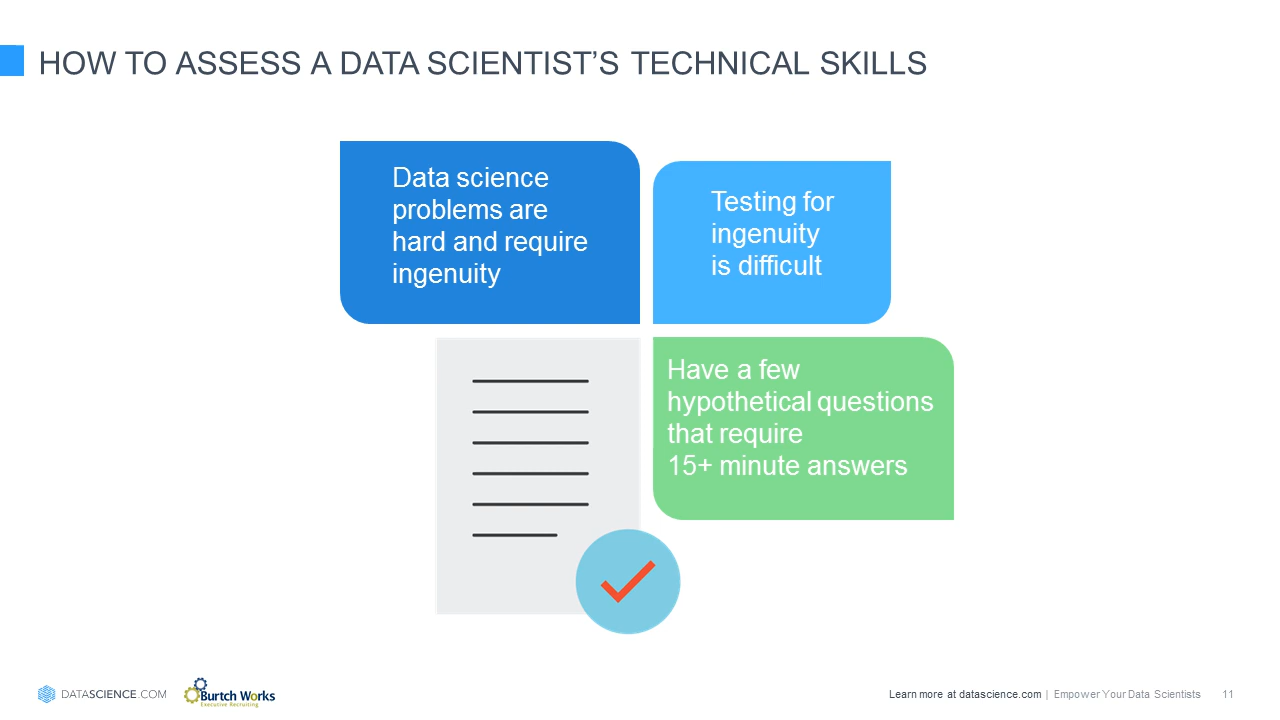 HOW TO ASSESS A DATA SCIENTIST’S TECHNICAL SKILLS
Data science
problems are
hard and require
ingenuity
Testing for
ingenuity
is difficult
Have a few
hypothetical questions
that require
15+ minute answers
DATASCIENCE.COM
Burtch Works
Executive Recruiting
Learn more at datascience.com | Empower Your Data Scientists 11